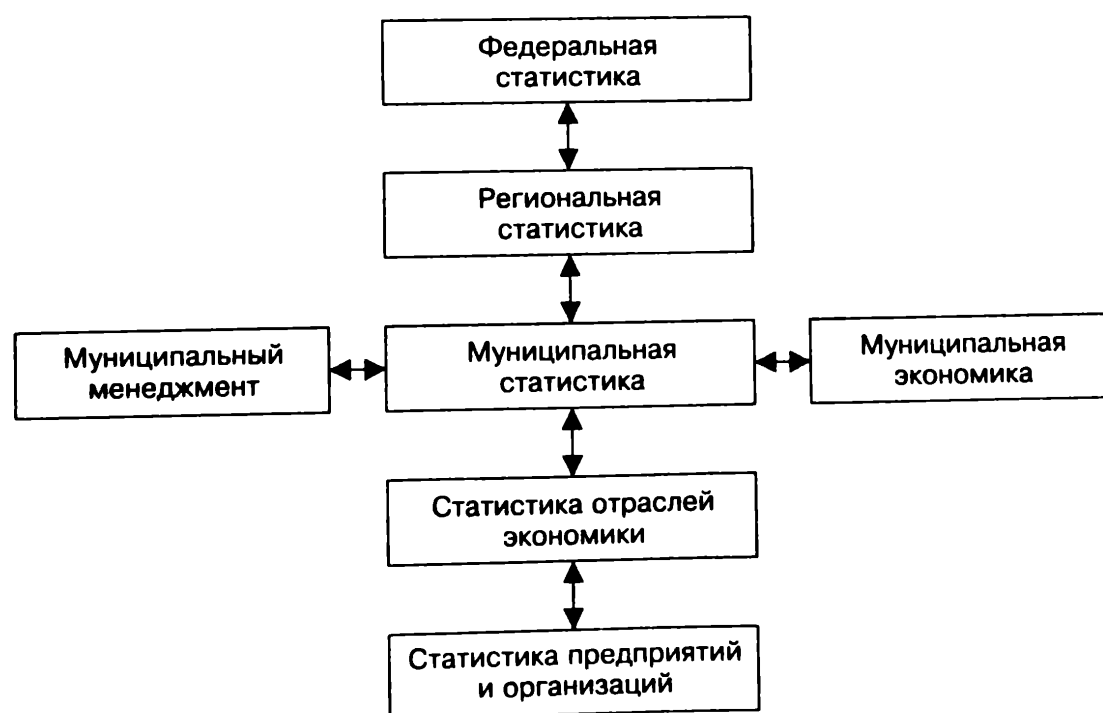 Федеральная
статистика
Региональная
статистика
Муниципальный
менеджмент
Муниципальная
статистика
Муниципальная
экономика
Статистика отраслей
экономики
Статистика предприятий
и организаций